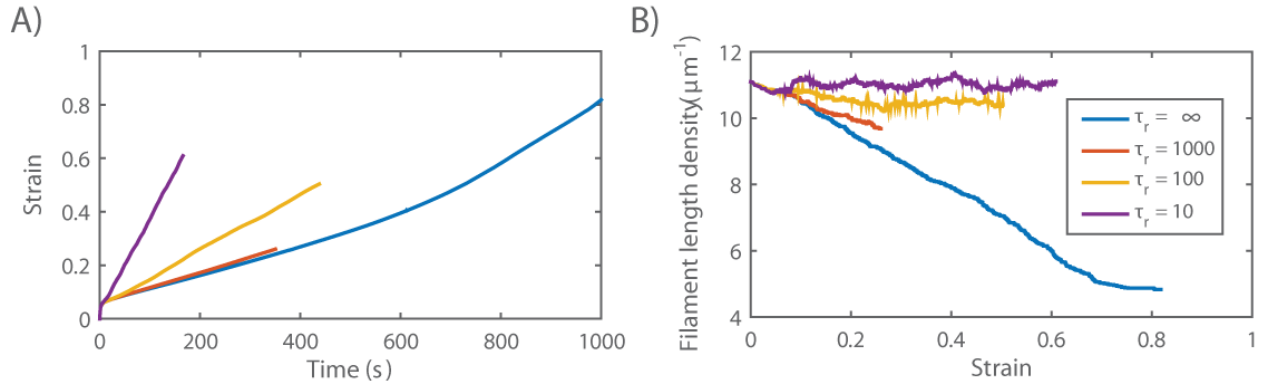 A)
Strain
1
0.8
0.6
0.4
0.2
0
0 200 400 600 800 1000
Time (s)
B)
Filament length density(μm⁻¹)
12
10
8
6
4
0 0.2 0.4 0.6 0.8 1
Strain
τr = ∞
τr = 1000
τr = 100
τr = 10